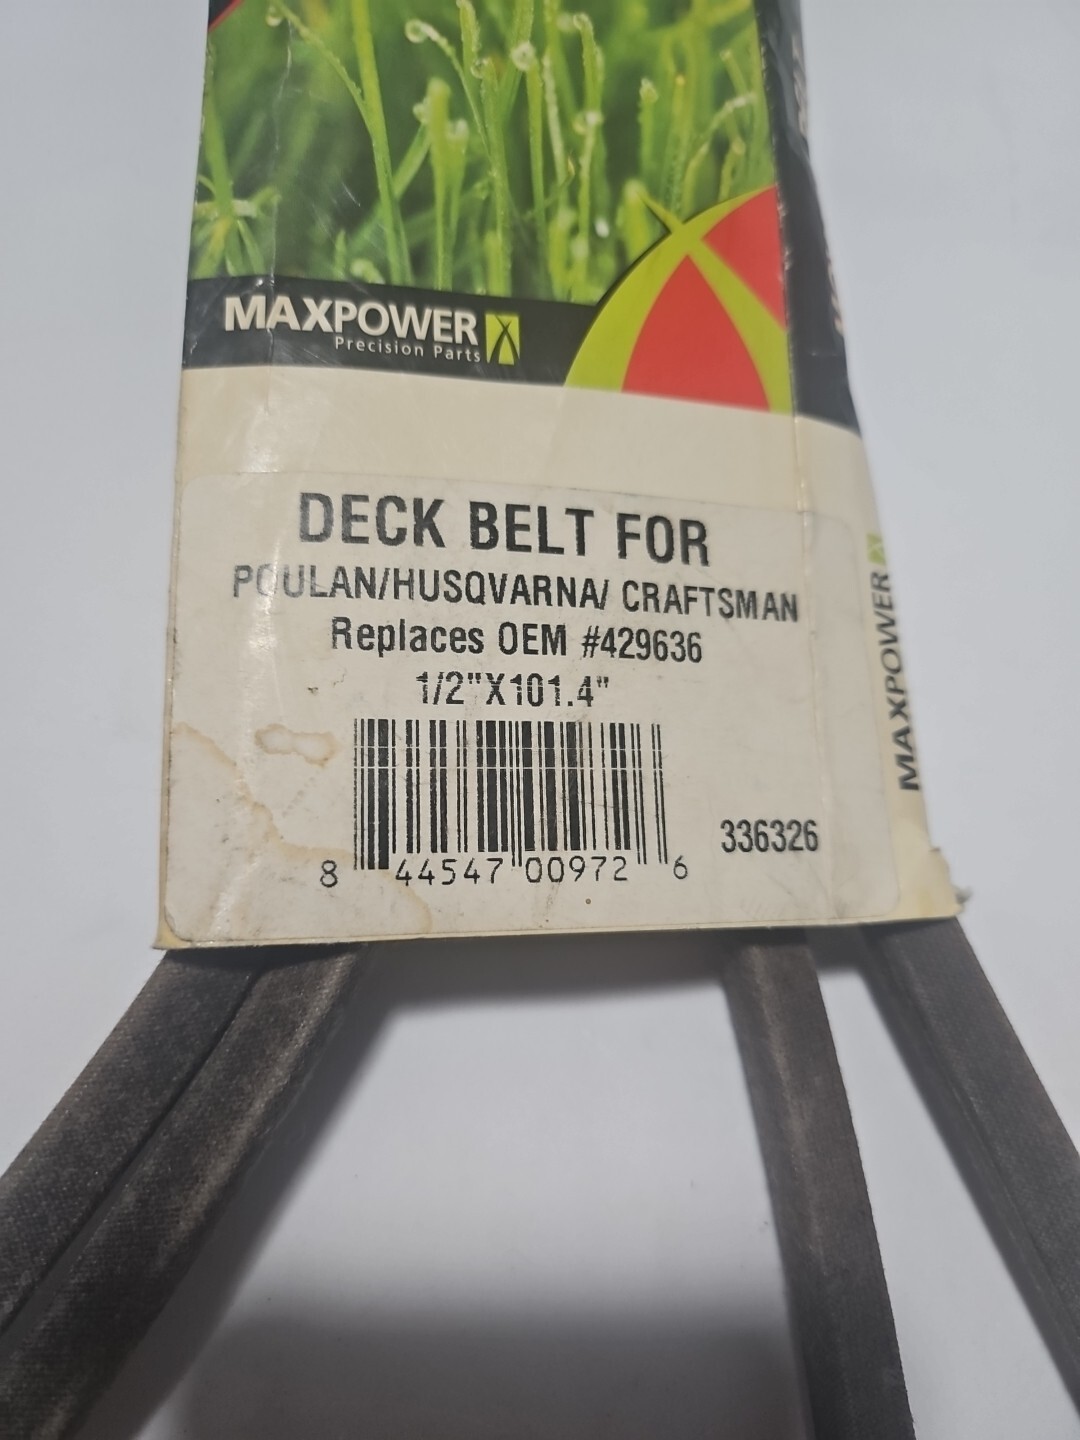 MAXPOWER
Precision Parts
DECK BELT FOR
POULAN/HUSQVARNA/ CRAFTSMAN
Replaces OEM #429636
1/2"X101.4"
336326
8 44547 00972 6
MAXPOWER